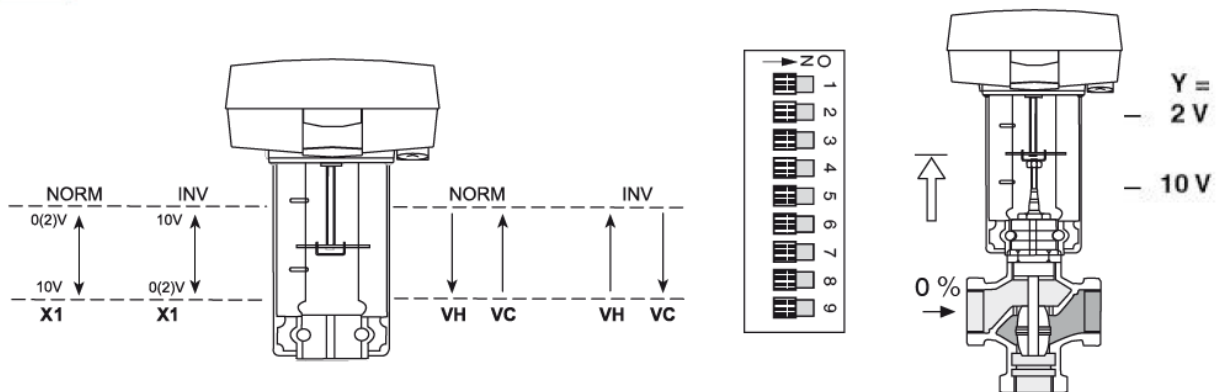 NORM INV
0(2)V 10V
10V 0(2)V
X1 X1
NORM INV
VH VC VH VC
ON
1
2
3
4
5
6
7
8
9
Y =
2 V
10 V
0 %